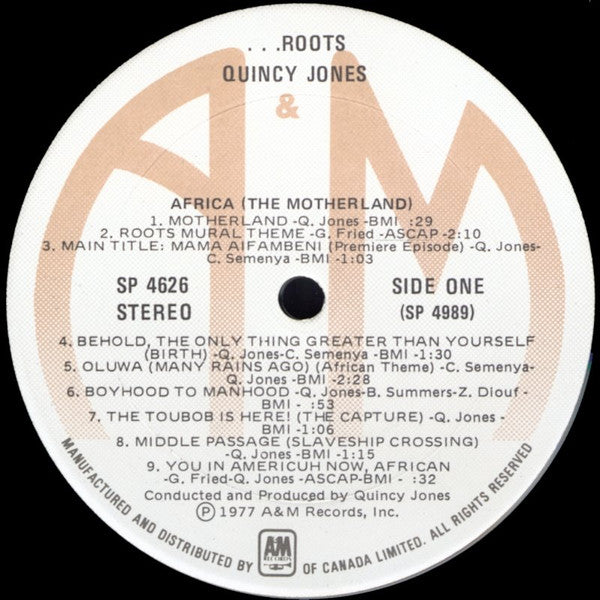 ...ROOTS
QUINCY JONES
&
AFRICA (THE MOTHERLAND)
1. MOTHERLAND -Q. Jones -BMI :29
2. ROOTS MURAL THEME -G. Fried -ASCAP -2:10
3. MAIN TITLE: MAMA AIFAMBENI (Premiere Episode) -Q. Jones-
C. Semenya -BMI -1:03
SP 4626
STEREO
SIDE ONE
(SP 4989)
4. BEHOLD, THE ONLY THING GREATER THAN YOURSELF
(BIRTH) -Q. Jones-C. Semenya -BMI -1:30
5. OLUWA (MANY RAINS AGO) (African Theme) -C. Semenya-
Q. Jones -BMI -2:28
6. BOYHOOD TO MANHOOD -Q. Jones-B. Summers-Z. Diouf -
BMI - :53
7. THE TOUBOB IS HERE! (THE CAPTURE) -Q. Jones -
BMI -1:06
8. MIDDLE PASSAGE (SLAVESHIP CROSSING)
-Q. Jones -BMI -1:15
9. YOU IN AMERICUH NOW, AFRICAN
-G. Fried-Q. Jones -ASCAP-BMI - :32
Conducted and Produced by Quincy Jones
Ⓟ 1977 A&M Records, Inc.
MANUFACTURED AND DISTRIBUTED BY A&M RECORDS OF CANADA LIMITED. ALL RIGHTS RESERVED